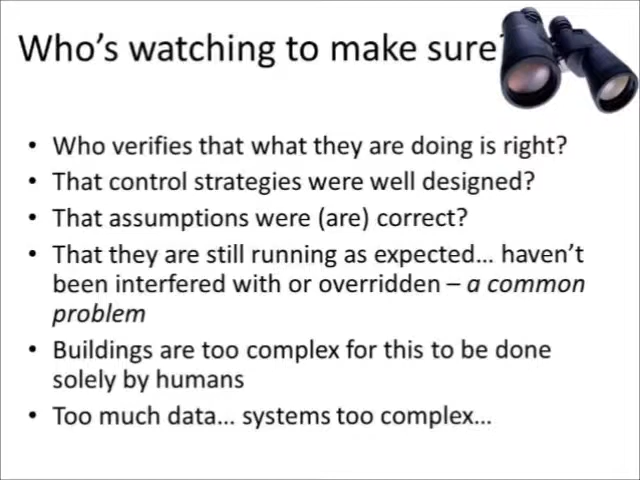 Who's watching to make sure?
• Who verifies that what they are doing is right?
• That control strategies were well designed?
• That assumptions were (are) correct?
• That they are still running as expected... haven't
been interfered with or overridden – a common
problem
• Buildings are too complex for this to be done
solely by humans
• Too much data... systems too complex...